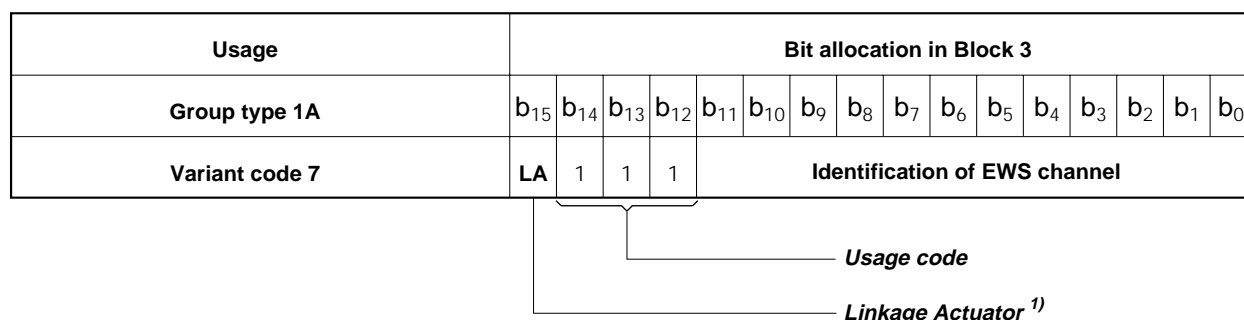 Usage Bit allocation in Block 3
Group type 1A b15 b14 b13 b12 b11 b10 b9 b8 b7 b6 b5 b4 b3 b2 b1 b0
Variant code 7 LA 1 1 1 Identification of EWS channel
Usage code
Linkage Actuator 1)